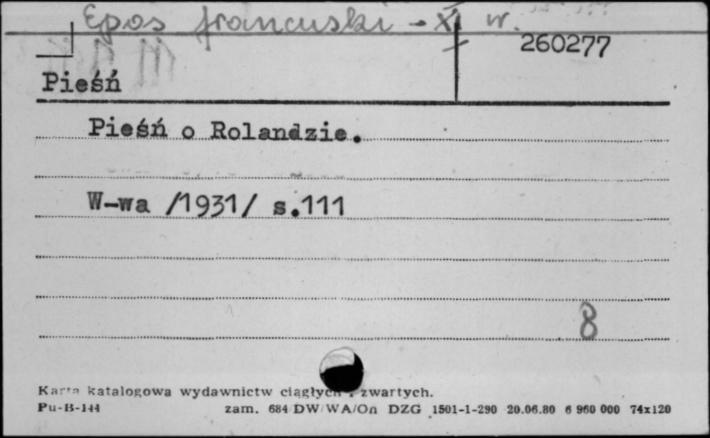 Epos francuski - XI w.
260277
Pieśń
Pieśń o Rolandzie.
W-wa /1931/ s.111
8
Karta katalogowa wydawnictw ciągłych i zwartych.
Pu-B-144 zam. 684/DW/WA/On DZG 1501-1-290 20.06.80 6 960 000 74x120